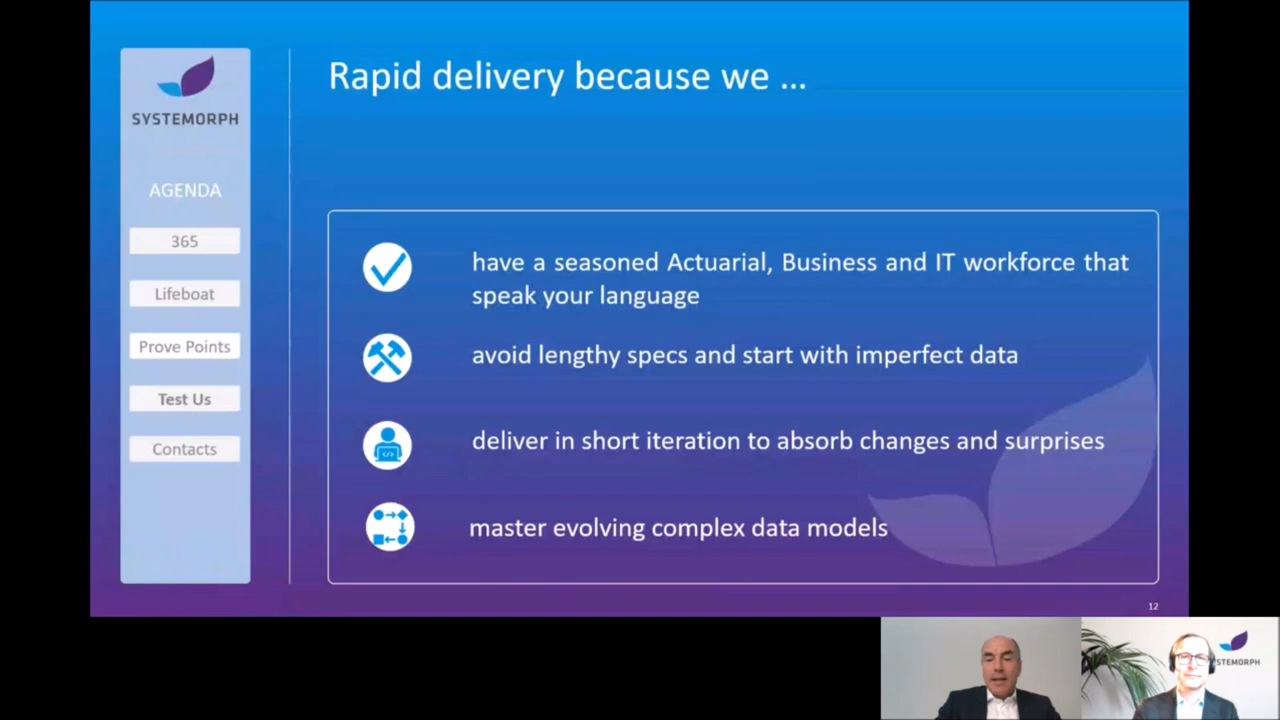 SYSTEMORPH
AGENDA
365
Lifeboat
Prove Points
Test Us
Contacts
Rapid delivery because we ...
have a seasoned Actuarial, Business and IT workforce that
speak your language
avoid lengthy specs and start with imperfect data
deliver in short iteration to absorb changes and surprises
master evolving complex data models
12
STEMORPH